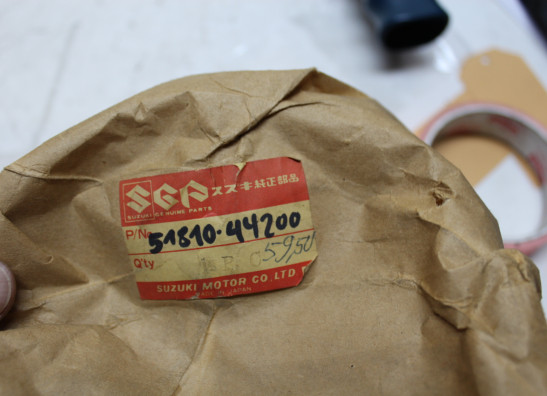 SGP スズキ純正部品
SUZUKI GENUINE PARTS
P/No. 51810-44200
Q'ty 59,50
SUZUKI MOTOR CO., LTD.
MADE IN JAPAN